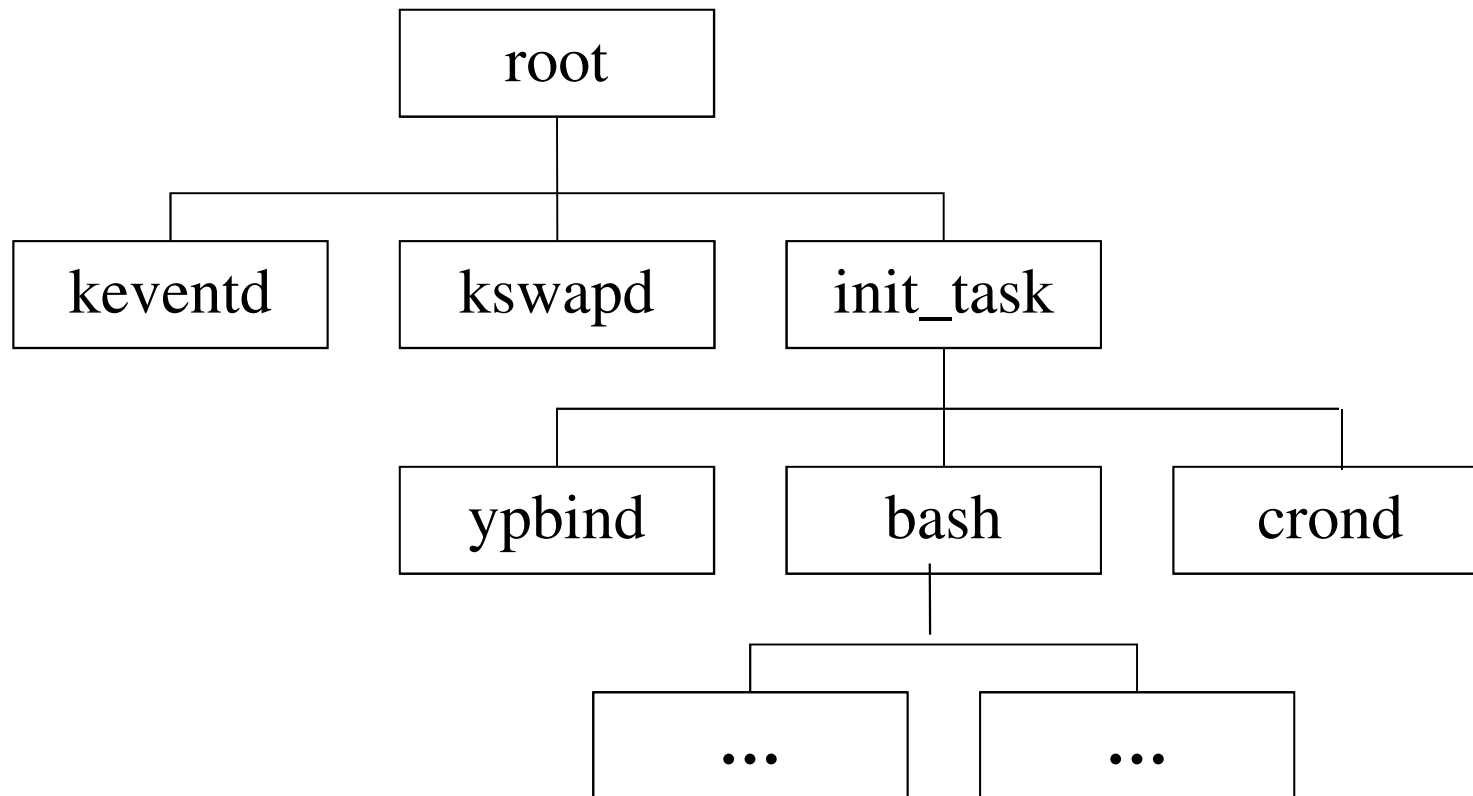 root
keventd kswapd init_task
ypbind bash crond
... ...